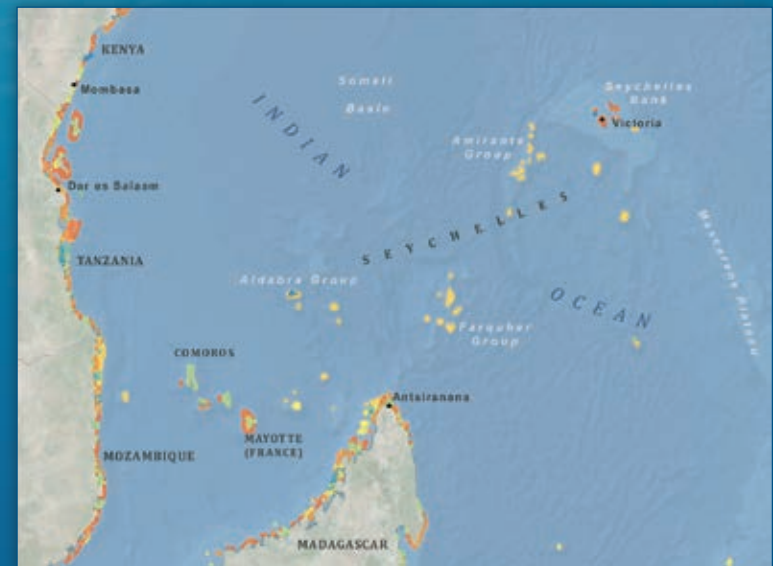 KENYA
Mombasa
Somali
Basin
INDIAN
Seychelles
Bank
Victoria
Amirante
Group
Dar es Salaam
SEYCHELLES
TANZANIA
Mascarene Plateau
Aldabra Group
OCEAN
Farquhar
Group
COMOROS
Antsiranana
MAYOTTE
(FRANCE)
MOZAMBIQUE
MADAGASCAR